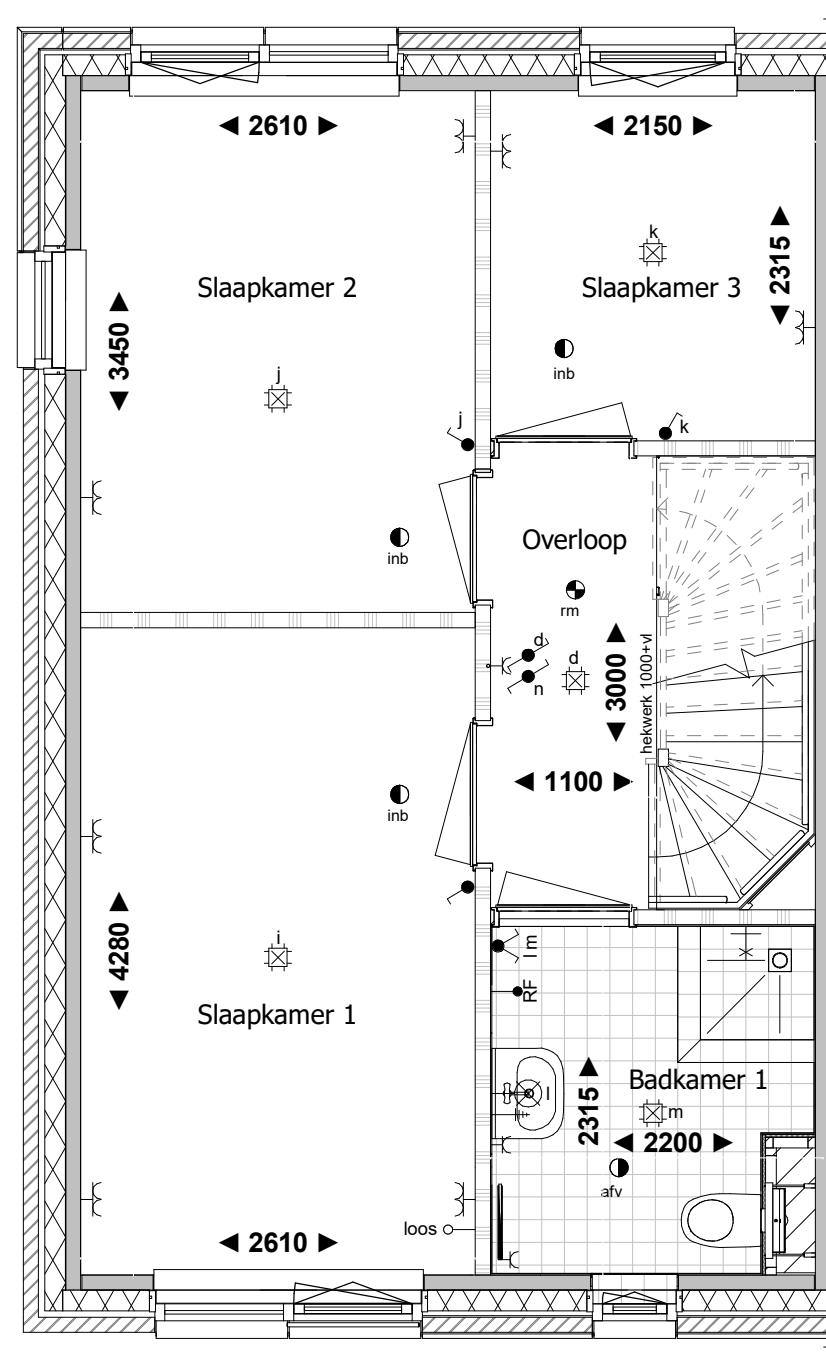 2610
2150
k
2315
Slaapkamer 2
Slaapkamer 3
3450
inb
j
j
k
Overloop
inb
rm
d
d
n
3000
hekwerk 1000+vl
1100
inb
l m
4280
i
RF
Slaapkamer 1
Badkamer 1
l
2315
m
2200
afv
loos
2610